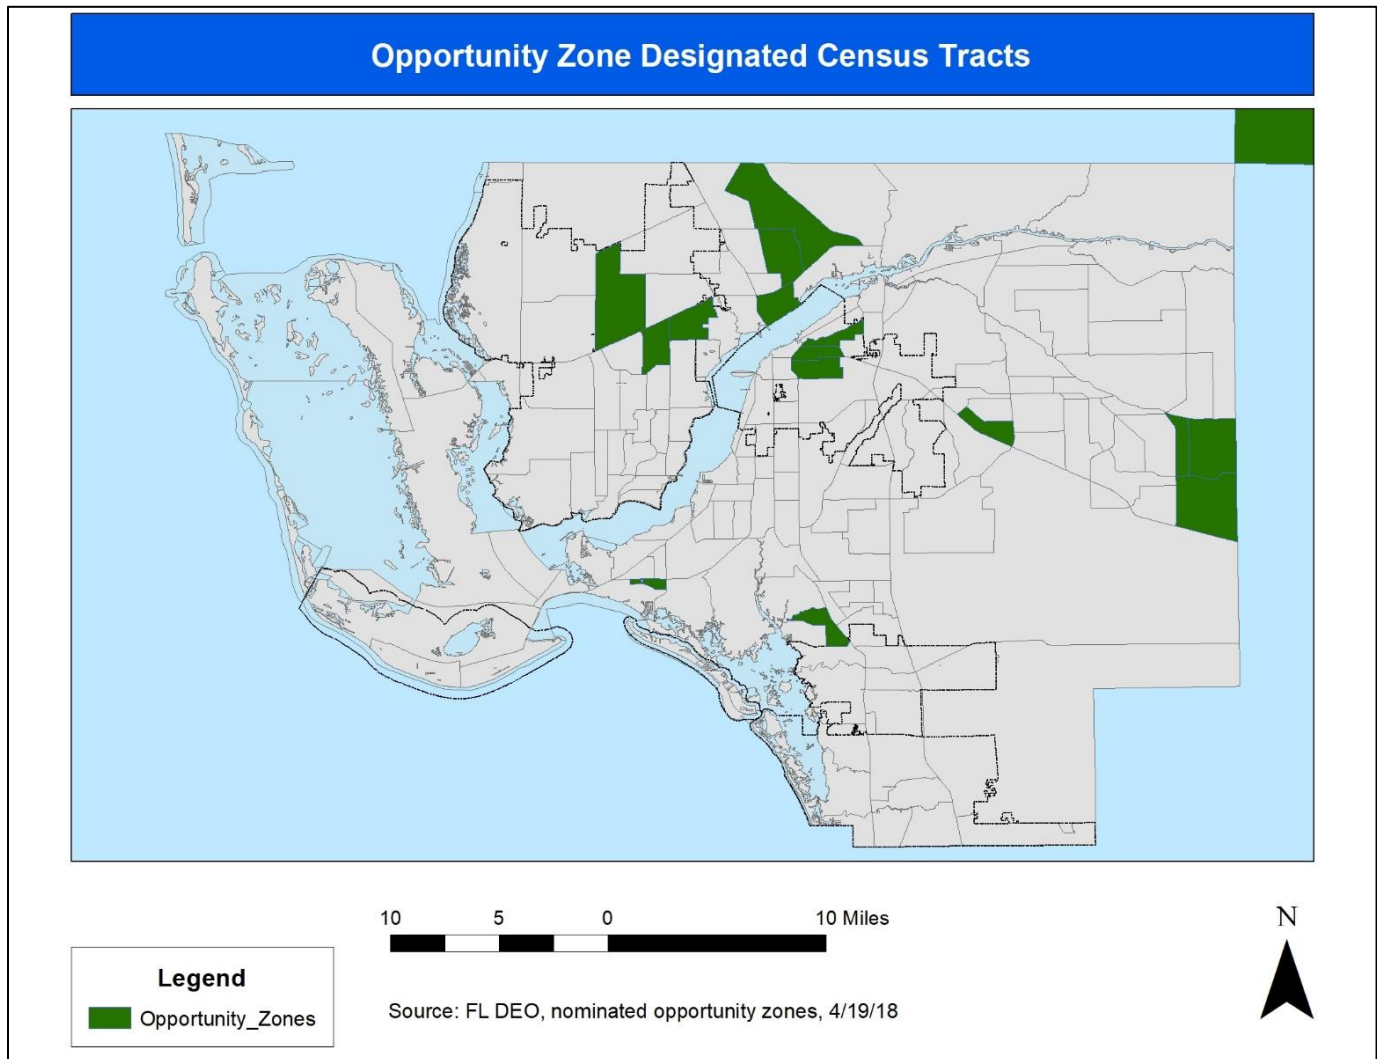 Opportunity Zone Designated Census Tracts
10 5 0 10 Miles
N
Legend
Opportunity_Zones
Source: FL DEO, nominated opportunity zones, 4/19/18